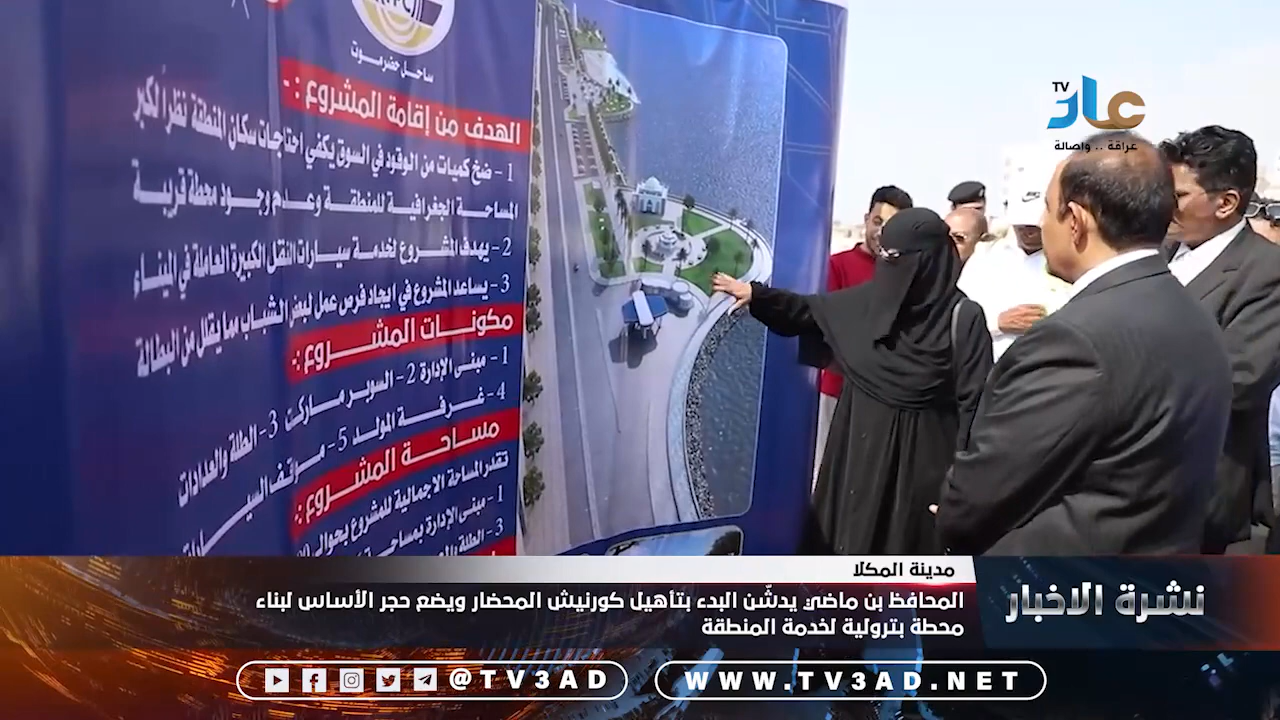 ساحل حضرموت
الهدف من إقامة المشروع :-
1 - ضخ كميات من الوقود في السوق يكفي احتياجات سكان المنطقة نظراً لكبر
المساحة الجغرافية للمنطقة وعدم وجود محطة قريبة
2 - يهدف المشروع لخدمة سيارات النقل الكبيرة العاملة في الميناء
3 - يساعد المشروع في ايجاد فرص عمل لبعض الشباب مما يقلل من البطالة
مكونات المشروع :-
1 - مبنى الإدارة 2 - السوبر ماركت 3 - الطلة والعدادات
4 - غرفة المولد 5 - موقف السيارات
مساحة المشروع :-
تقدر المساحة الاجمالية للمشروع بحوالي
1 - مبنى الإدارة بمساحة
3 - الطلة
TV عاد
عراقة .. وإصالة
مدينة المكلا
نشرة الاخبار
المحافظ بن ماضي يدشّن البدء بتأهيل كورنيش المحضار ويضع حجر الأساس لبناء
محطة بترولية لخدمة المنطقة
@TV3AD
WWW.TV3AD.NET